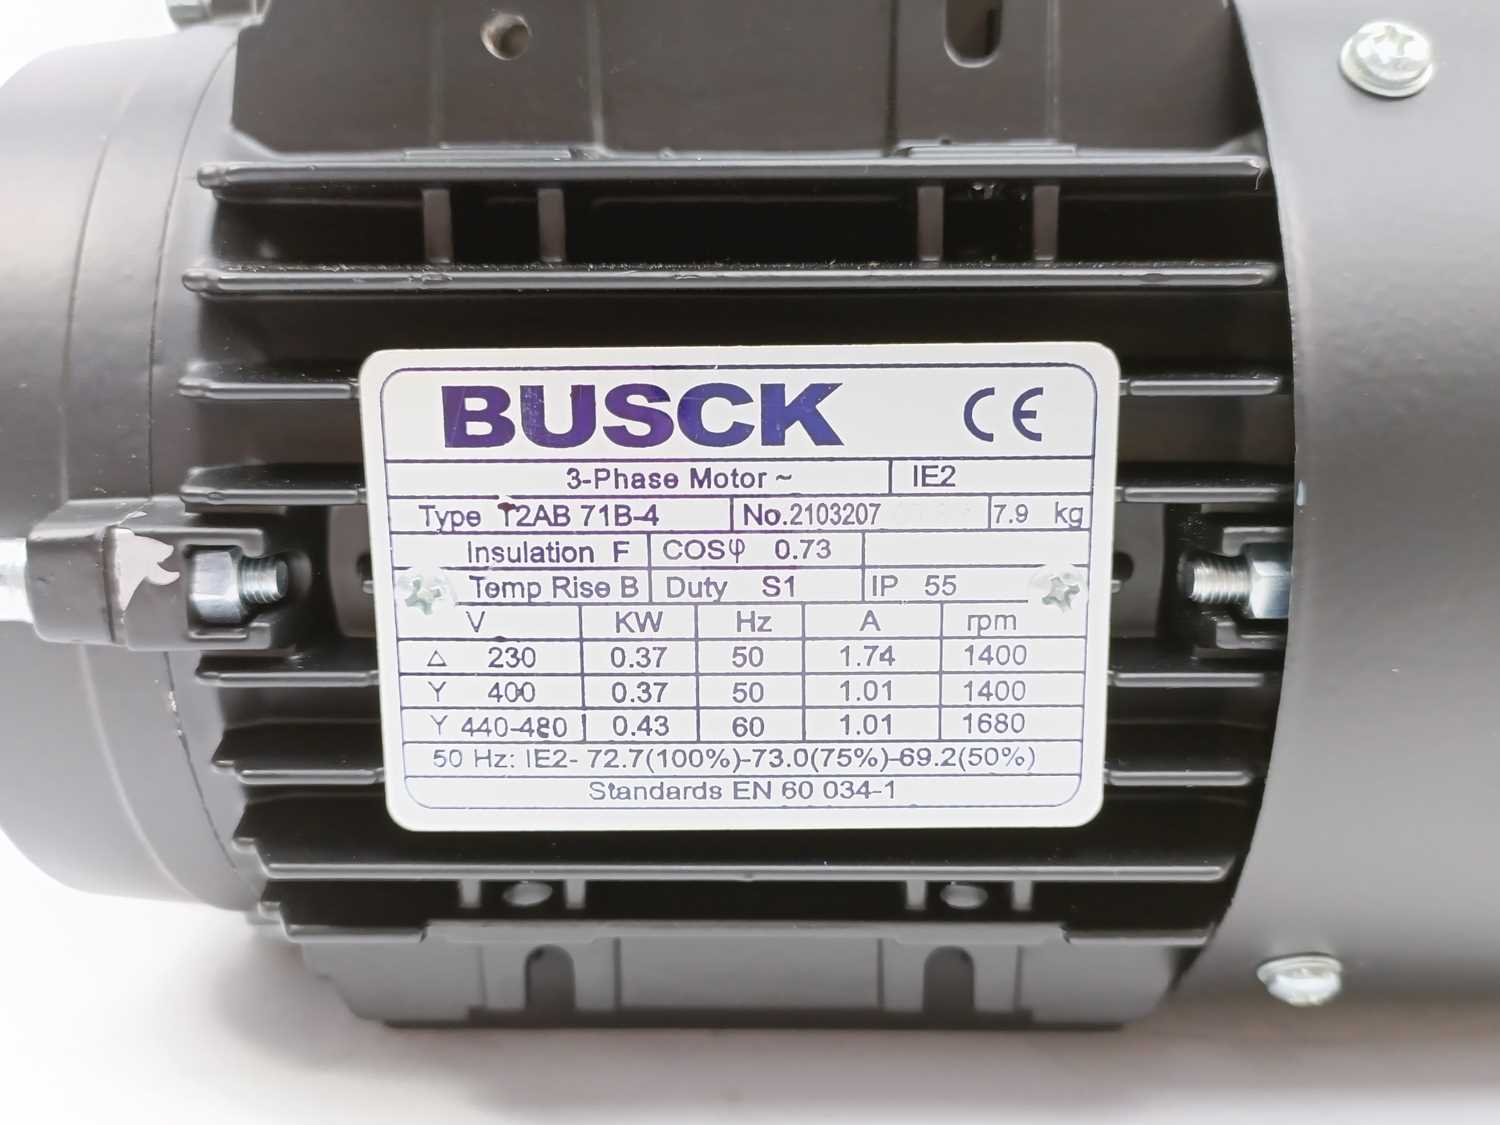 BUSCK CE
3-Phase Motor ~ IE2
Type T2AB 71B-4 No.2103207 7.9 kg
Insulation F COSφ 0.73
Temp Rise B Duty S1 IP 55
V KW Hz A rpm
△ 230 0.37 50 1.74 1400
Y 400 0.37 50 1.01 1400
Y 440-480 0.43 60 1.01 1680
50 Hz: IE2- 72.7(100%)-73.0(75%)-69.2(50%)
Standards EN 60 034-1